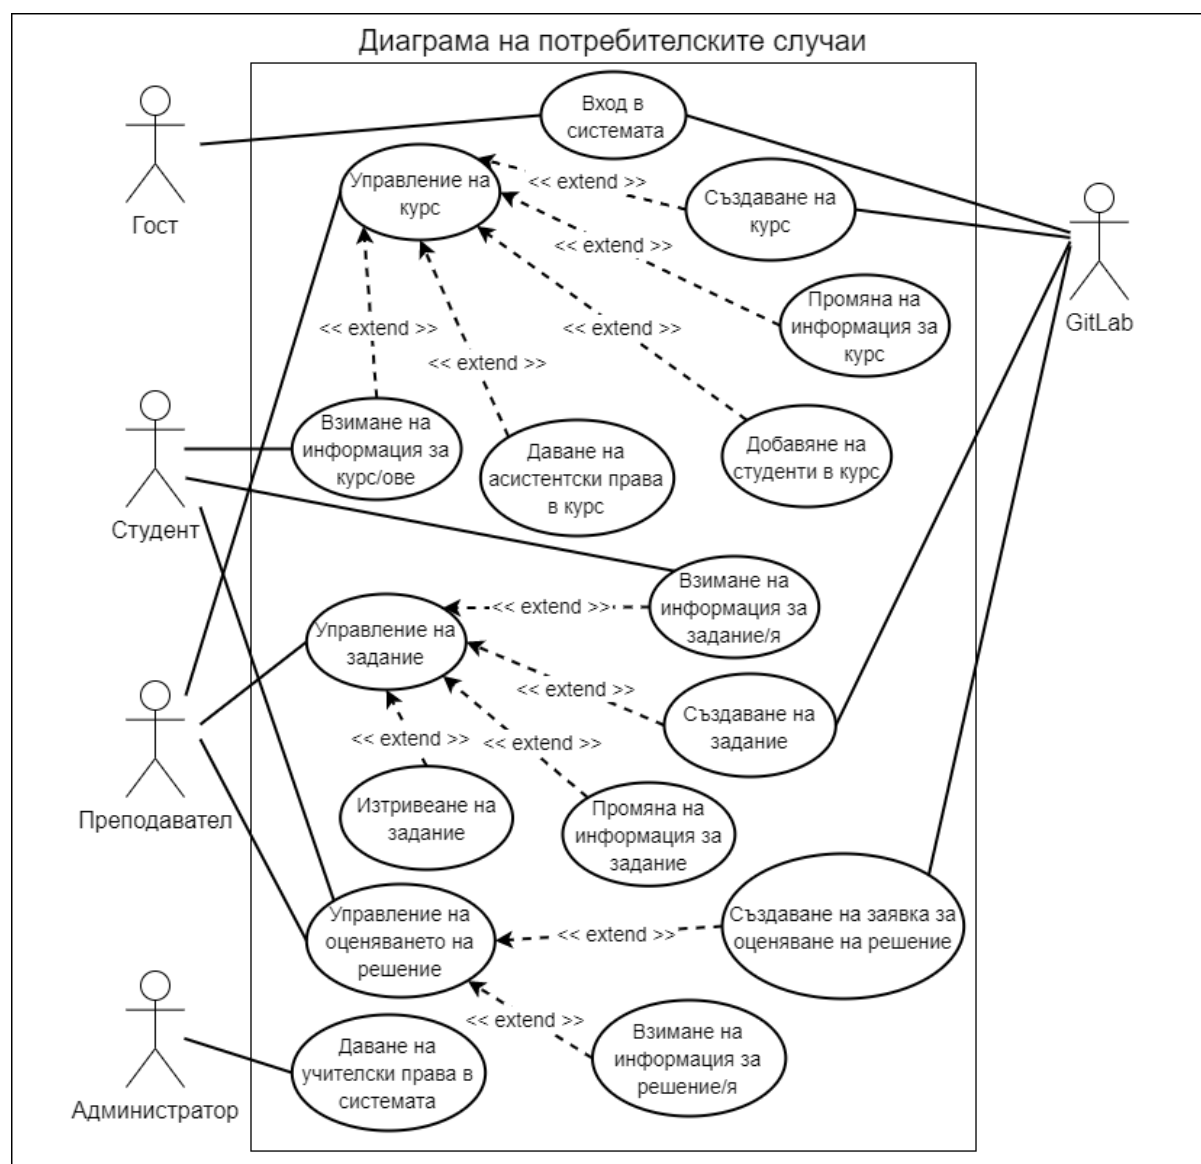 Диаграма на потребителските случаи
Гост
Вход в
системата
Управление на
курс
<< extend >>
Създаване на
курс
<< extend >>
Промяна на
информация за
курс
GitLab
<< extend >>
<< extend >>
<< extend >>
Взимане на
информация за
курс/ове
Даване на
асистентски права
в курс
Добавяне на
студенти в курс
Студент
Взимане на
информация за
задание/я
<< extend >>
Управление на
задание
<< extend >>
Създаване на
задание
<< extend >>
<< extend >>
Изтривеане на
задание
Промяна на
информация за
задание
Преподавател
Управление на
оценяването на
решение
<< extend >>
Създаване на заявка за
оценяване на решение
<< extend >>
Взимане на
информация за
решение/я
Даване на
учителски права в
системата
Администратор